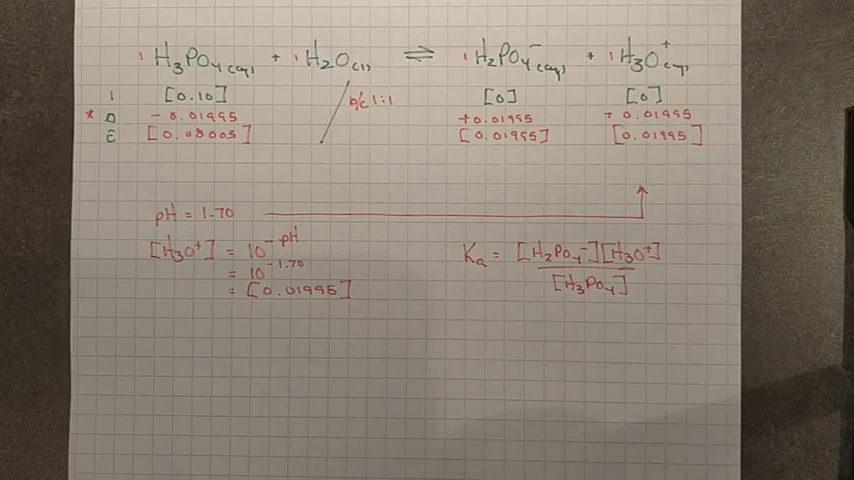 1 H₃PO₄(aq) + 1 H₂O(l) ⇌ 1 H₂PO₄⁻(aq) + 1 H₃O⁺(aq)
I [0.10] b/c 1:1 [0] [0]
* Δ - 0.01995 +0.01995 + 0.01995
E [0.08005] [0.01995] [0.01995]
pH = 1.70
[H₃O⁺] = 10^-pH
= 10^-1.70
= [0.01995]
Ka = [H₂PO₄⁻][H₃O⁺]
[H₃PO₄]